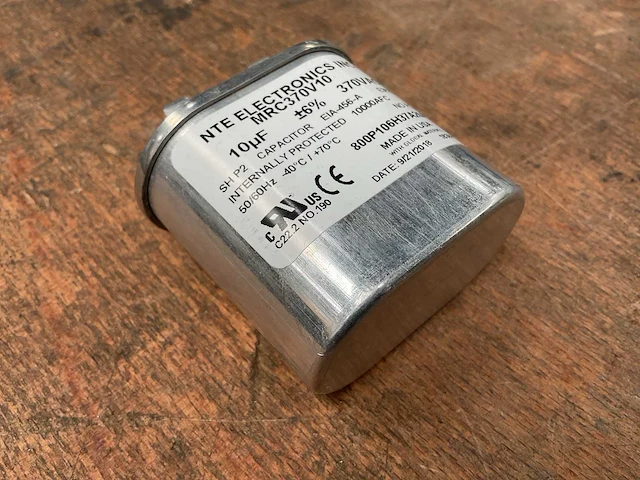 NTE ELECTRONICS
MRC370V10
10µF ±6% 370VA
SH P2 CAPACITOR EIA-456-A
INTERNALLY PROTECTED 10000AFC NO
50/60Hz -40°C / +70°C 800P106H37A
MADE IN USA
DATE: 9/21/2018
c US CE
C22.2 NO.190